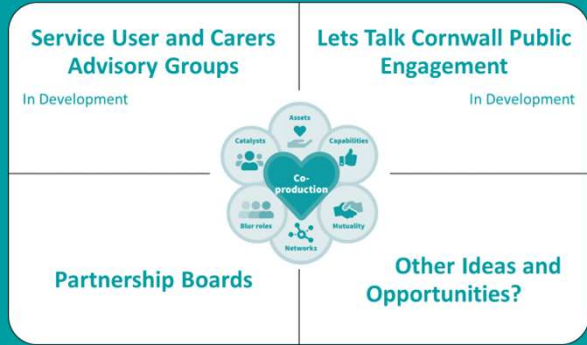 Service User and Carers
Advisory Groups
In Development
Lets Talk Cornwall Public
Engagement
In Development
Assets
Catalysts
Capabilities
Co-
production
Blur roles
Mutuality
Networks
Partnership Boards
Other Ideas and
Opportunities?